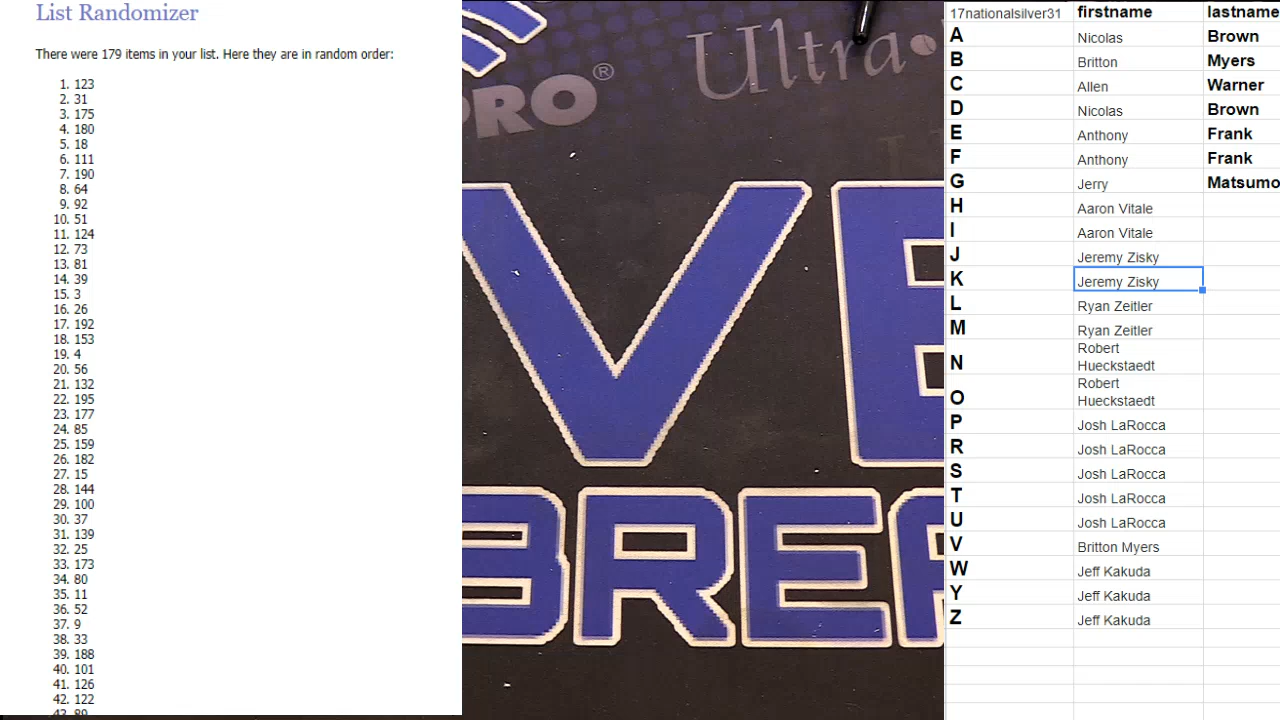 List Randomizer
There were 179 items in your list. Here they are in random order:
1. 123
2. 31
3. 175
4. 180
5. 18
6. 111
7. 190
8. 64
9. 92
10. 51
11. 124
12. 73
13. 81
14. 39
15. 3
16. 26
17. 192
18. 153
19. 4
20. 56
21. 132
22. 195
23. 177
24. 85
25. 159
26. 182
27. 15
28. 144
29. 100
30. 37
31. 139
32. 25
33. 173
34. 80
35. 11
36. 52
37. 9
38. 33
39. 188
40. 101
41. 126
42. 122
43. 89
Ultra
PRO®
VE
BREA
17nationalsilver31 firstname lastname
A Nicolas Brown
B Britton Myers
C Allen Warner
D Nicolas Brown
E Anthony Frank
F Anthony Frank
G Jerry Matsumo
H Aaron Vitale
I Aaron Vitale
J Jeremy Zisky
K Jeremy Zisky
L Ryan Zeitler
M Ryan Zeitler
N Robert
Hueckstaedt
O Robert
Hueckstaedt
P Josh LaRocca
R Josh LaRocca
S Josh LaRocca
T Josh LaRocca
U Josh LaRocca
V Britton Myers
W Jeff Kakuda
Y Jeff Kakuda
Z Jeff Kakuda